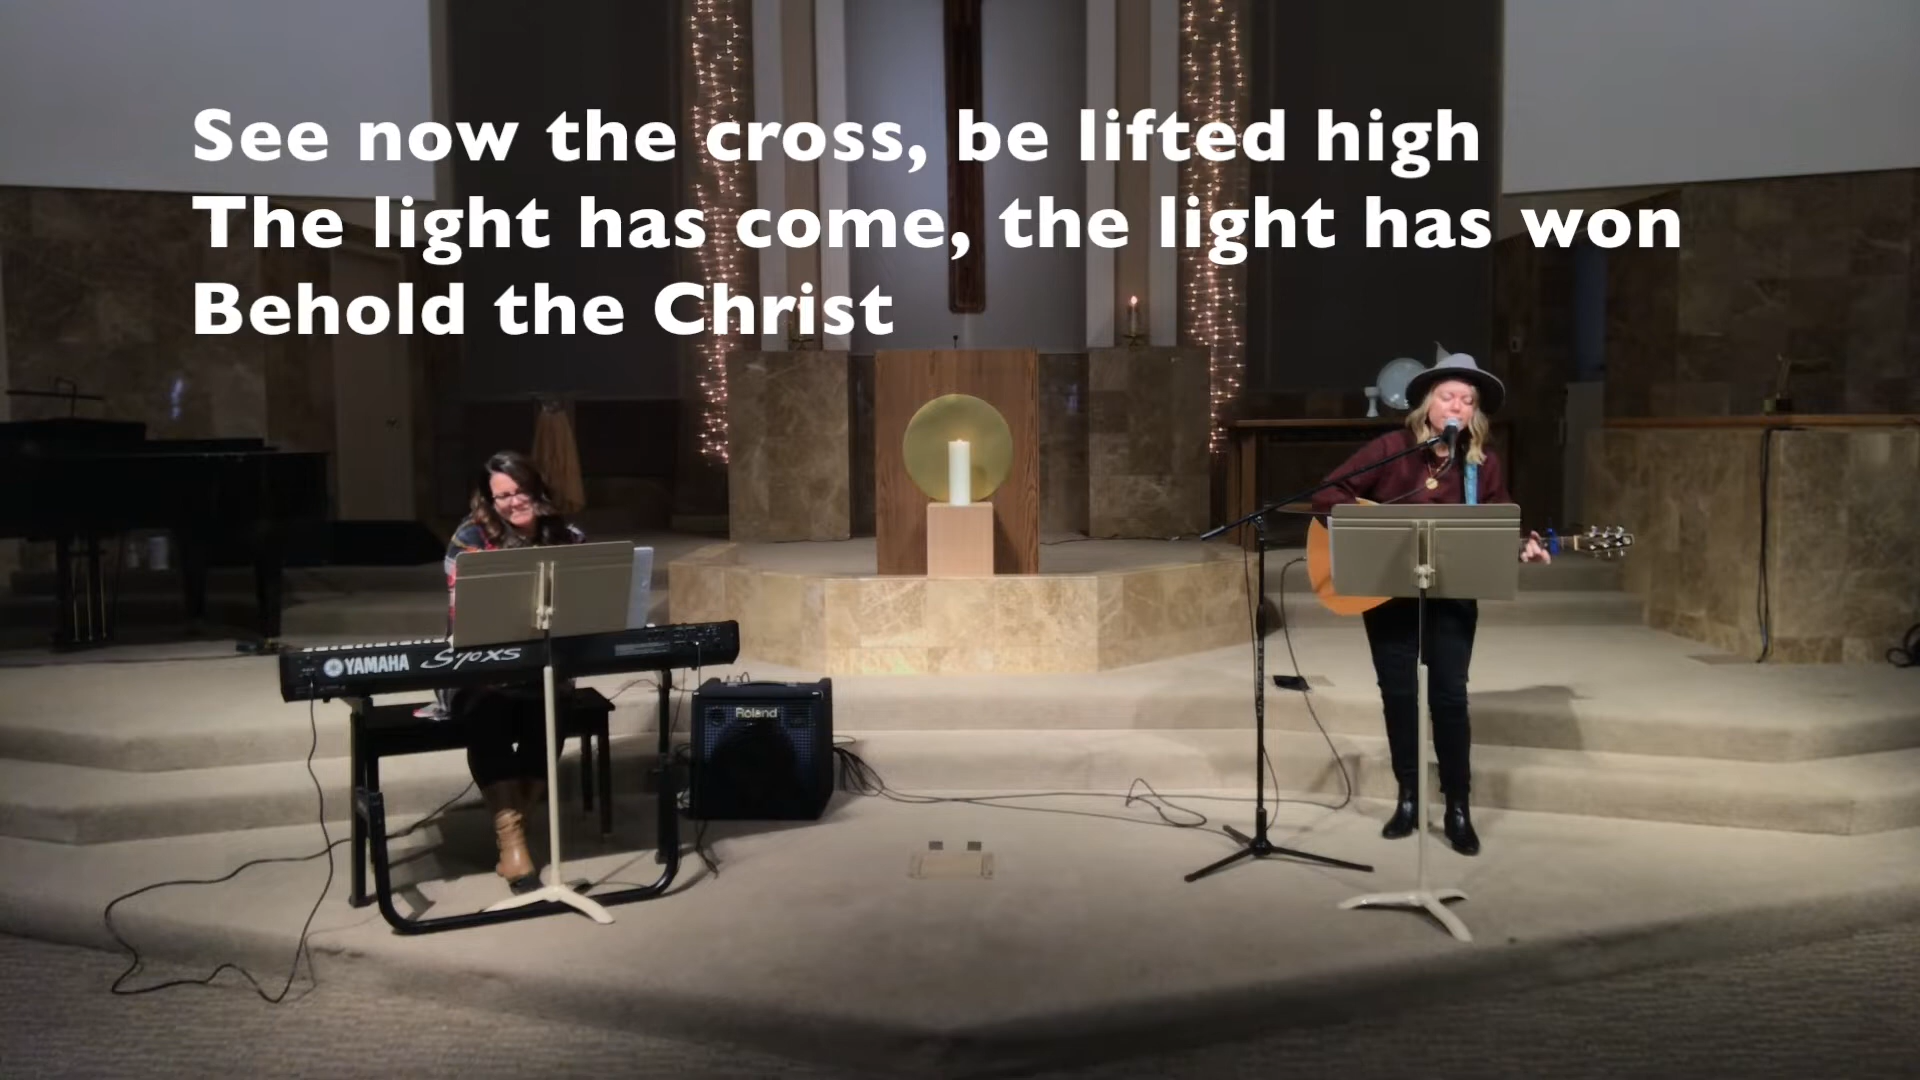 See now the cross, be lifted high
The light has come, the light has won
Behold the Christ
YAMAHA S70XS
Roland